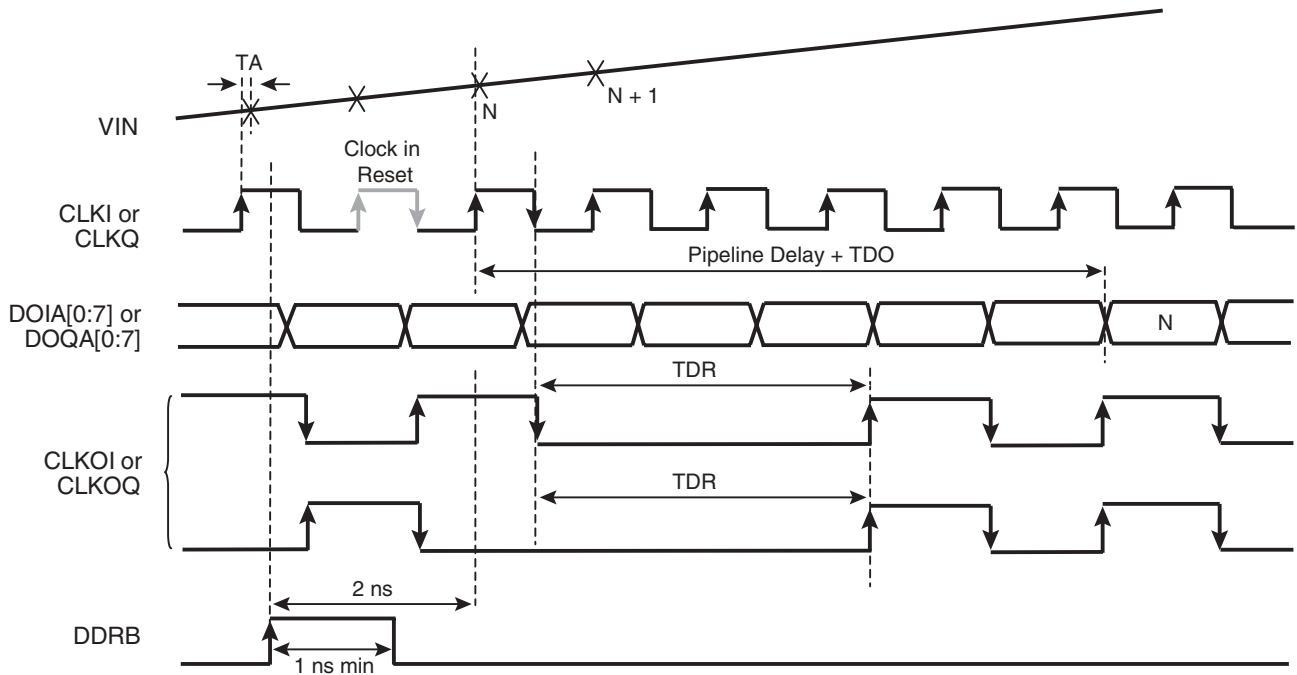 TA
VIN
N
N + 1
Clock in
Reset
CLKI or
CLKQ
Pipeline Delay + TDO
DOIA[0:7] or
DOQA[0:7]
N
TDR
CLKOI or
CLKOQ
TDR
2 ns
DDRB
1 ns min